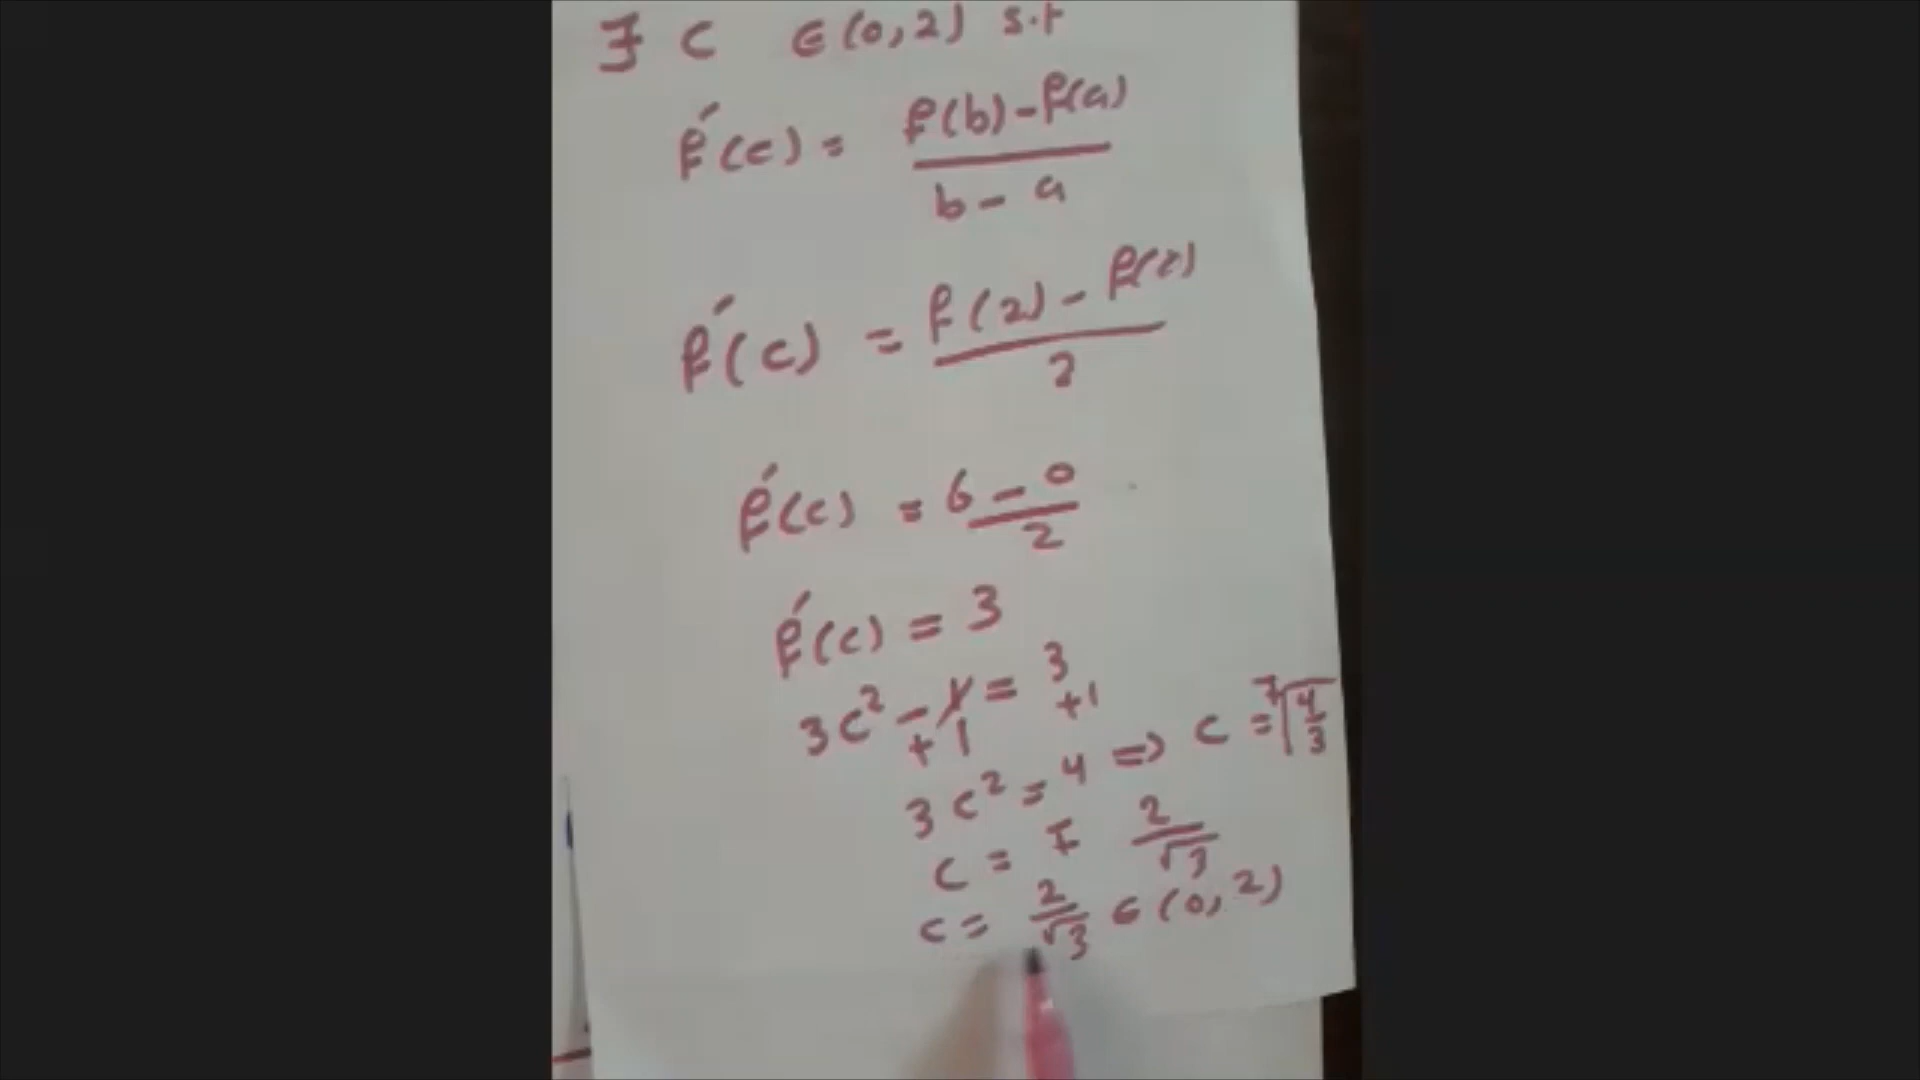 ∃ c ∈ (0,2) s.t
f'(c) = f(b) - f(a) / b - a
f'(c) = f(2) - f( ) / 2
f'(c) = 6 - 0 / 2
f'(c) = 3
3c² - 1 = 3
+1 +1
3c² = 4 ⇒ c = ∓√(4/3)
c = ∓ 2/√3
c = 2/√3 ∈ (0,2)